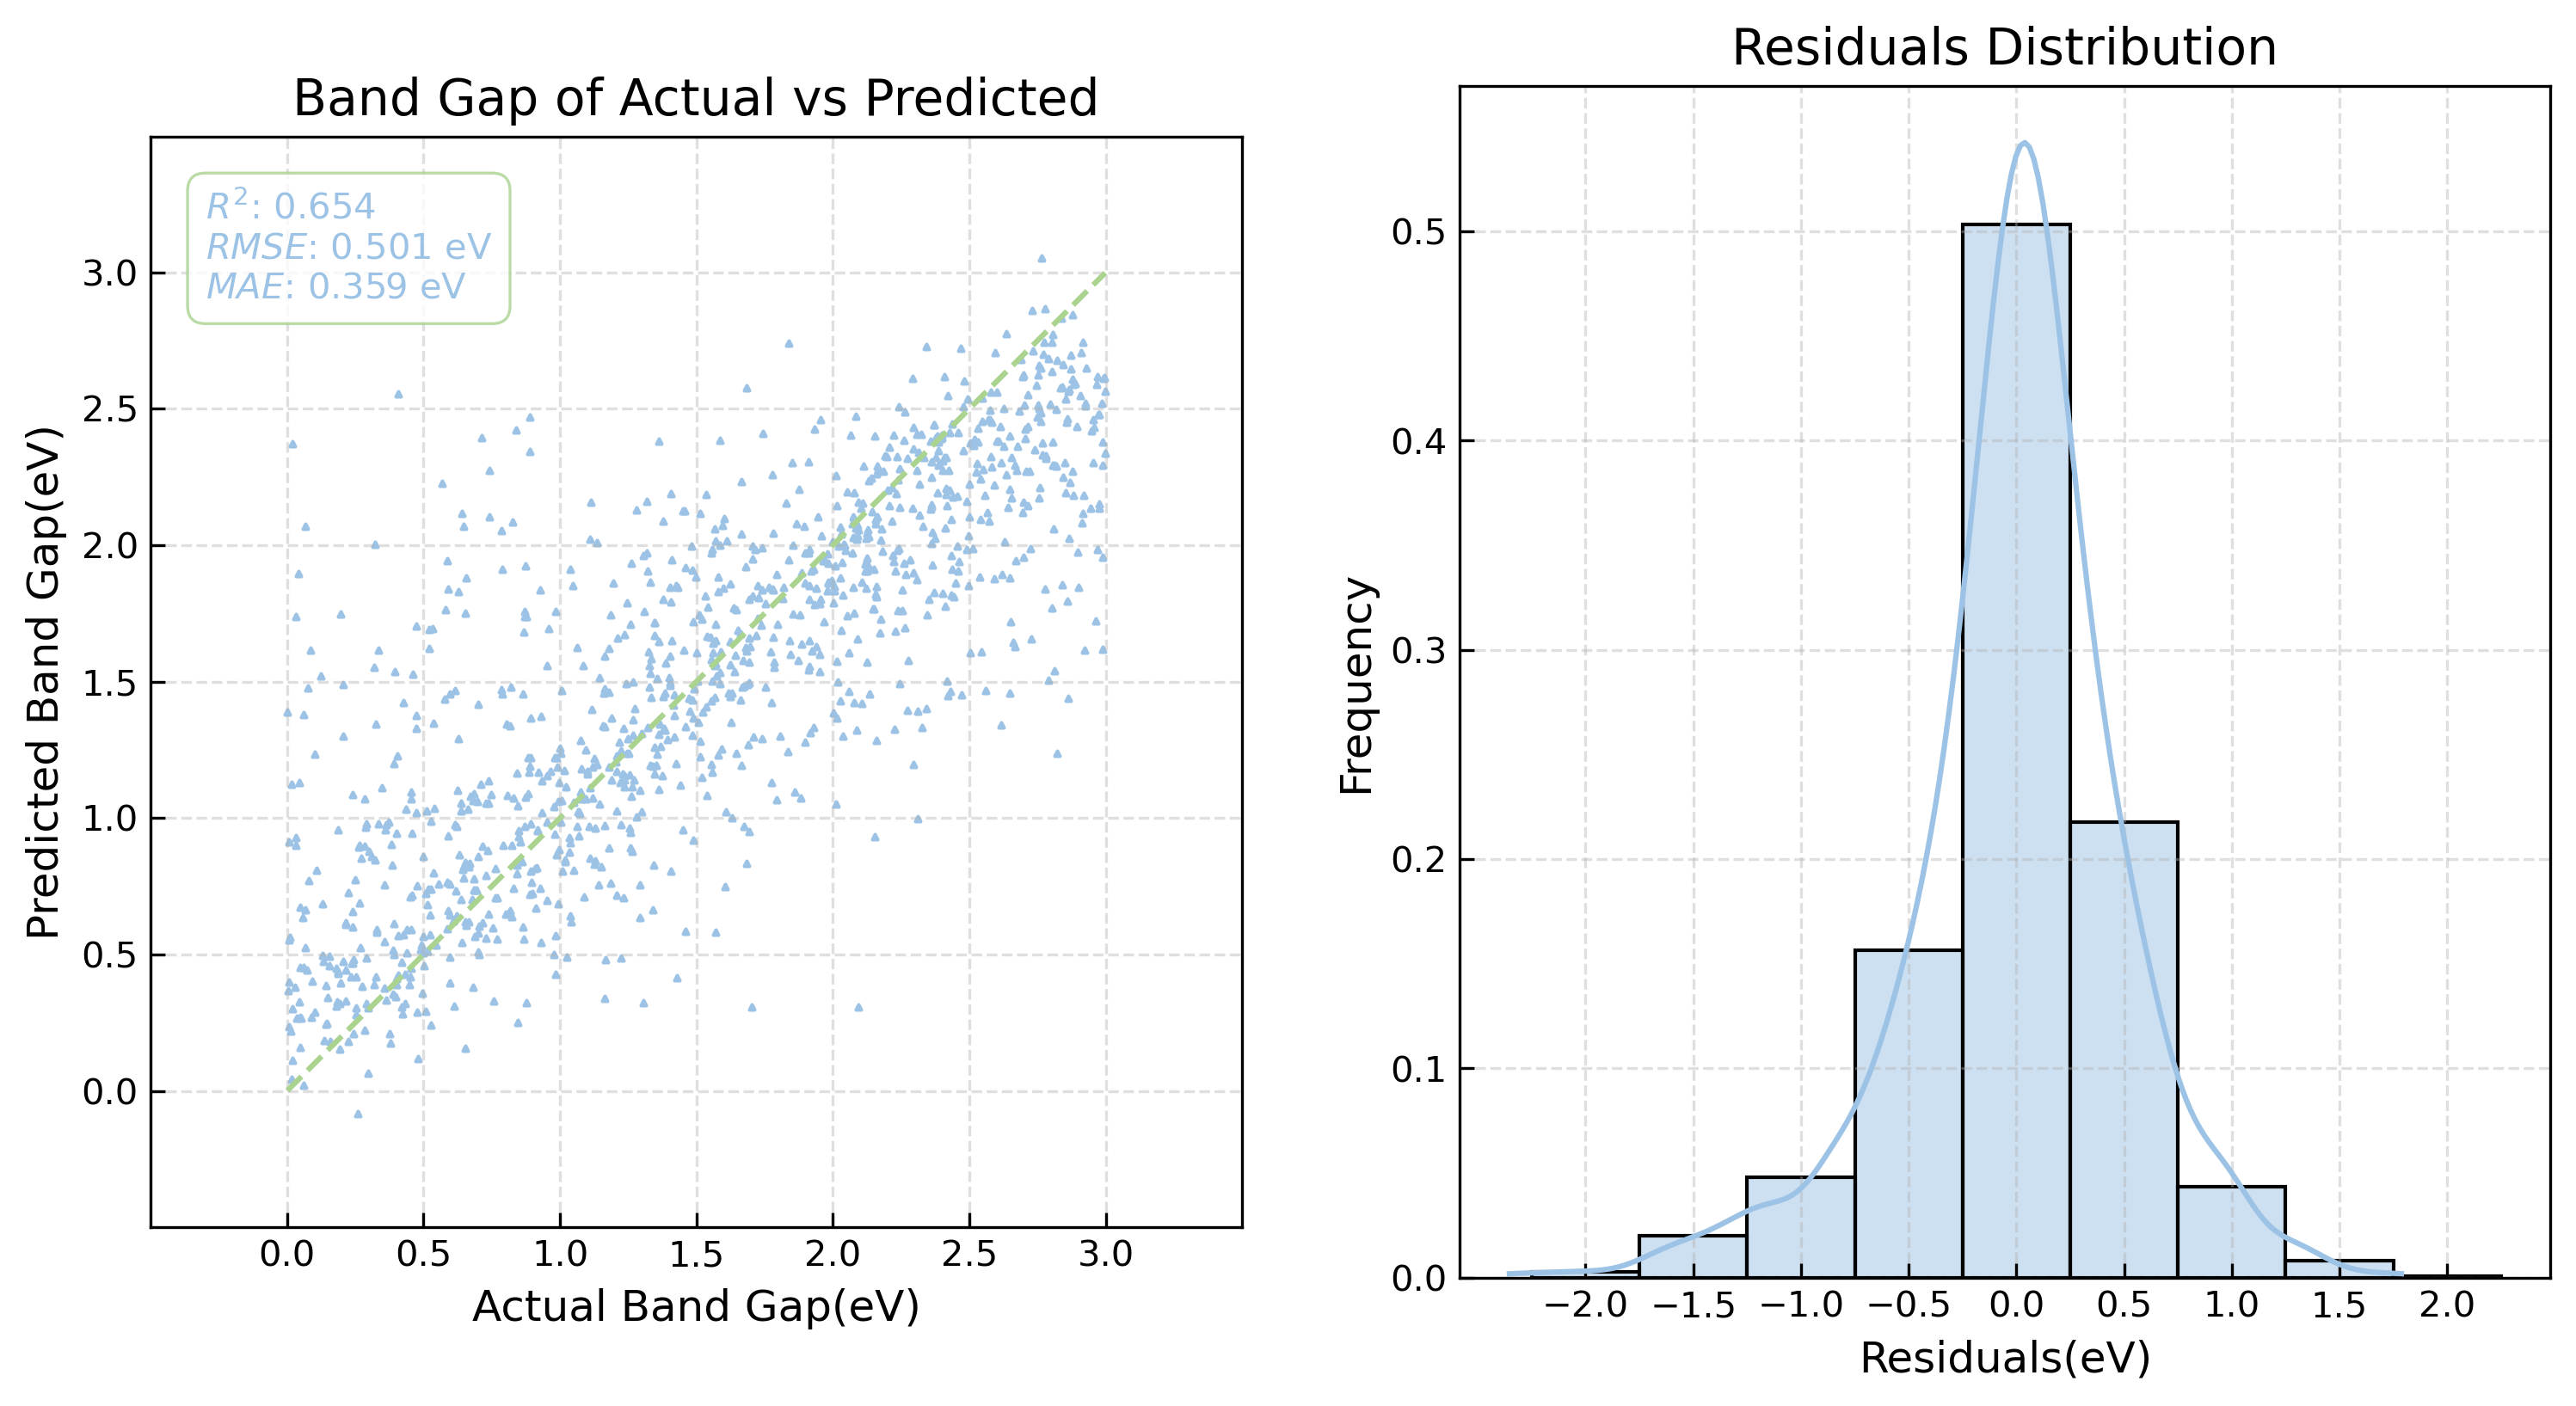 Band Gap of Actual vs Predicted
R²: 0.654
RMSE: 0.501 eV
MAE: 0.359 eV
Predicted Band Gap(eV)
3.0
2.5
2.0
1.5
1.0
0.5
0.0
0.0 0.5 1.0 1.5 2.0 2.5 3.0
Actual Band Gap(eV)
Residuals Distribution
Frequency
0.5
0.4
0.3
0.2
0.1
0.0
−2.0 −1.5 −1.0 −0.5 0.0 0.5 1.0 1.5 2.0
Residuals(eV)